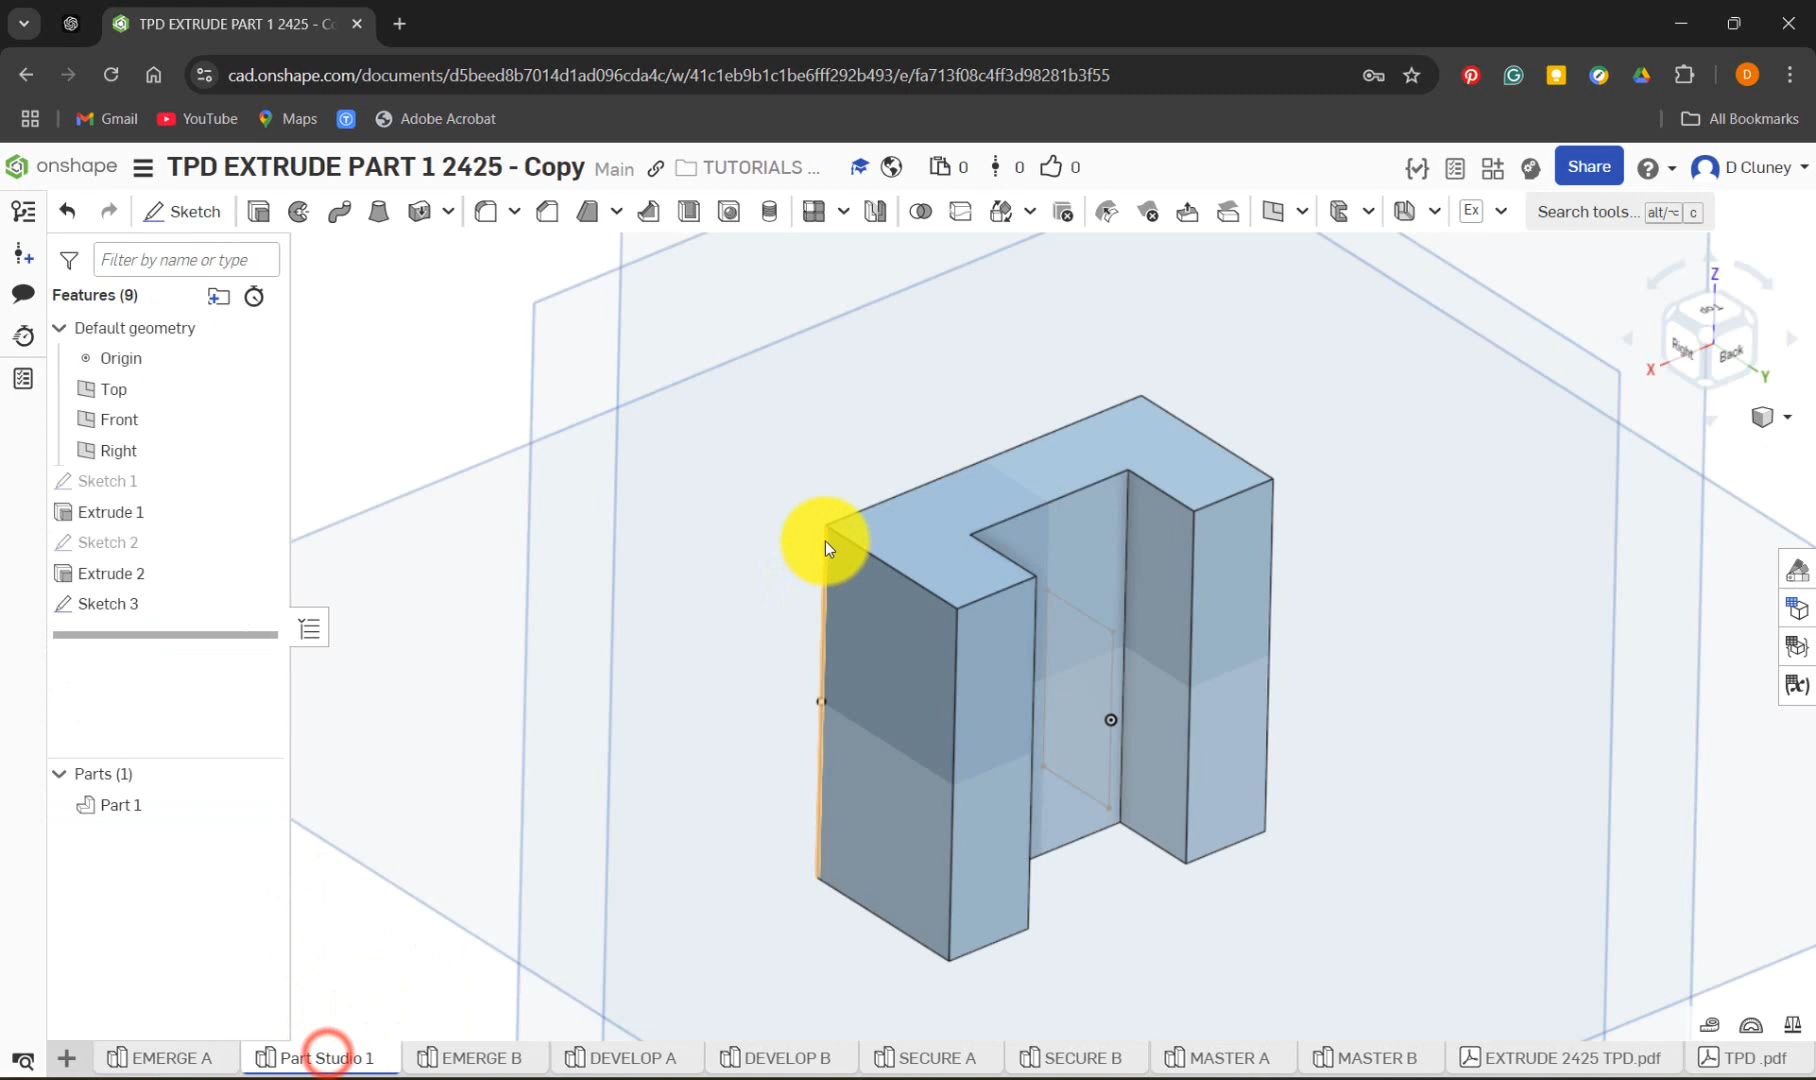 TPD EXTRUDE PART 1 2425 - Co
cad.onshape.com/documents/d5beed8b7014d1ad096cda4c/w/41c1eb9b1c1be6fff292b493/e/fa713f08c4ff3d98281b3f55
D
Gmail YouTube Maps Adobe Acrobat All Bookmarks
onshape TPD EXTRUDE PART 1 2425 - Copy Main TUTORIALS ... 0 0 0 Share D Cluney
Sketch Ex Search tools... alt/⌥ c
Filter by name or type
Features (9)
Default geometry
Origin
Top
Front
Right
Sketch 1
Extrude 1
Sketch 2
Extrude 2
Sketch 3
Parts (1)
Part 1
Z
Top
Right Back
X Y
(x)
EMERGE A Part Studio 1 EMERGE B DEVELOP A DEVELOP B SECURE A SECURE B MASTER A MASTER B EXTRUDE 2425 TPD.pdf TPD .pdf